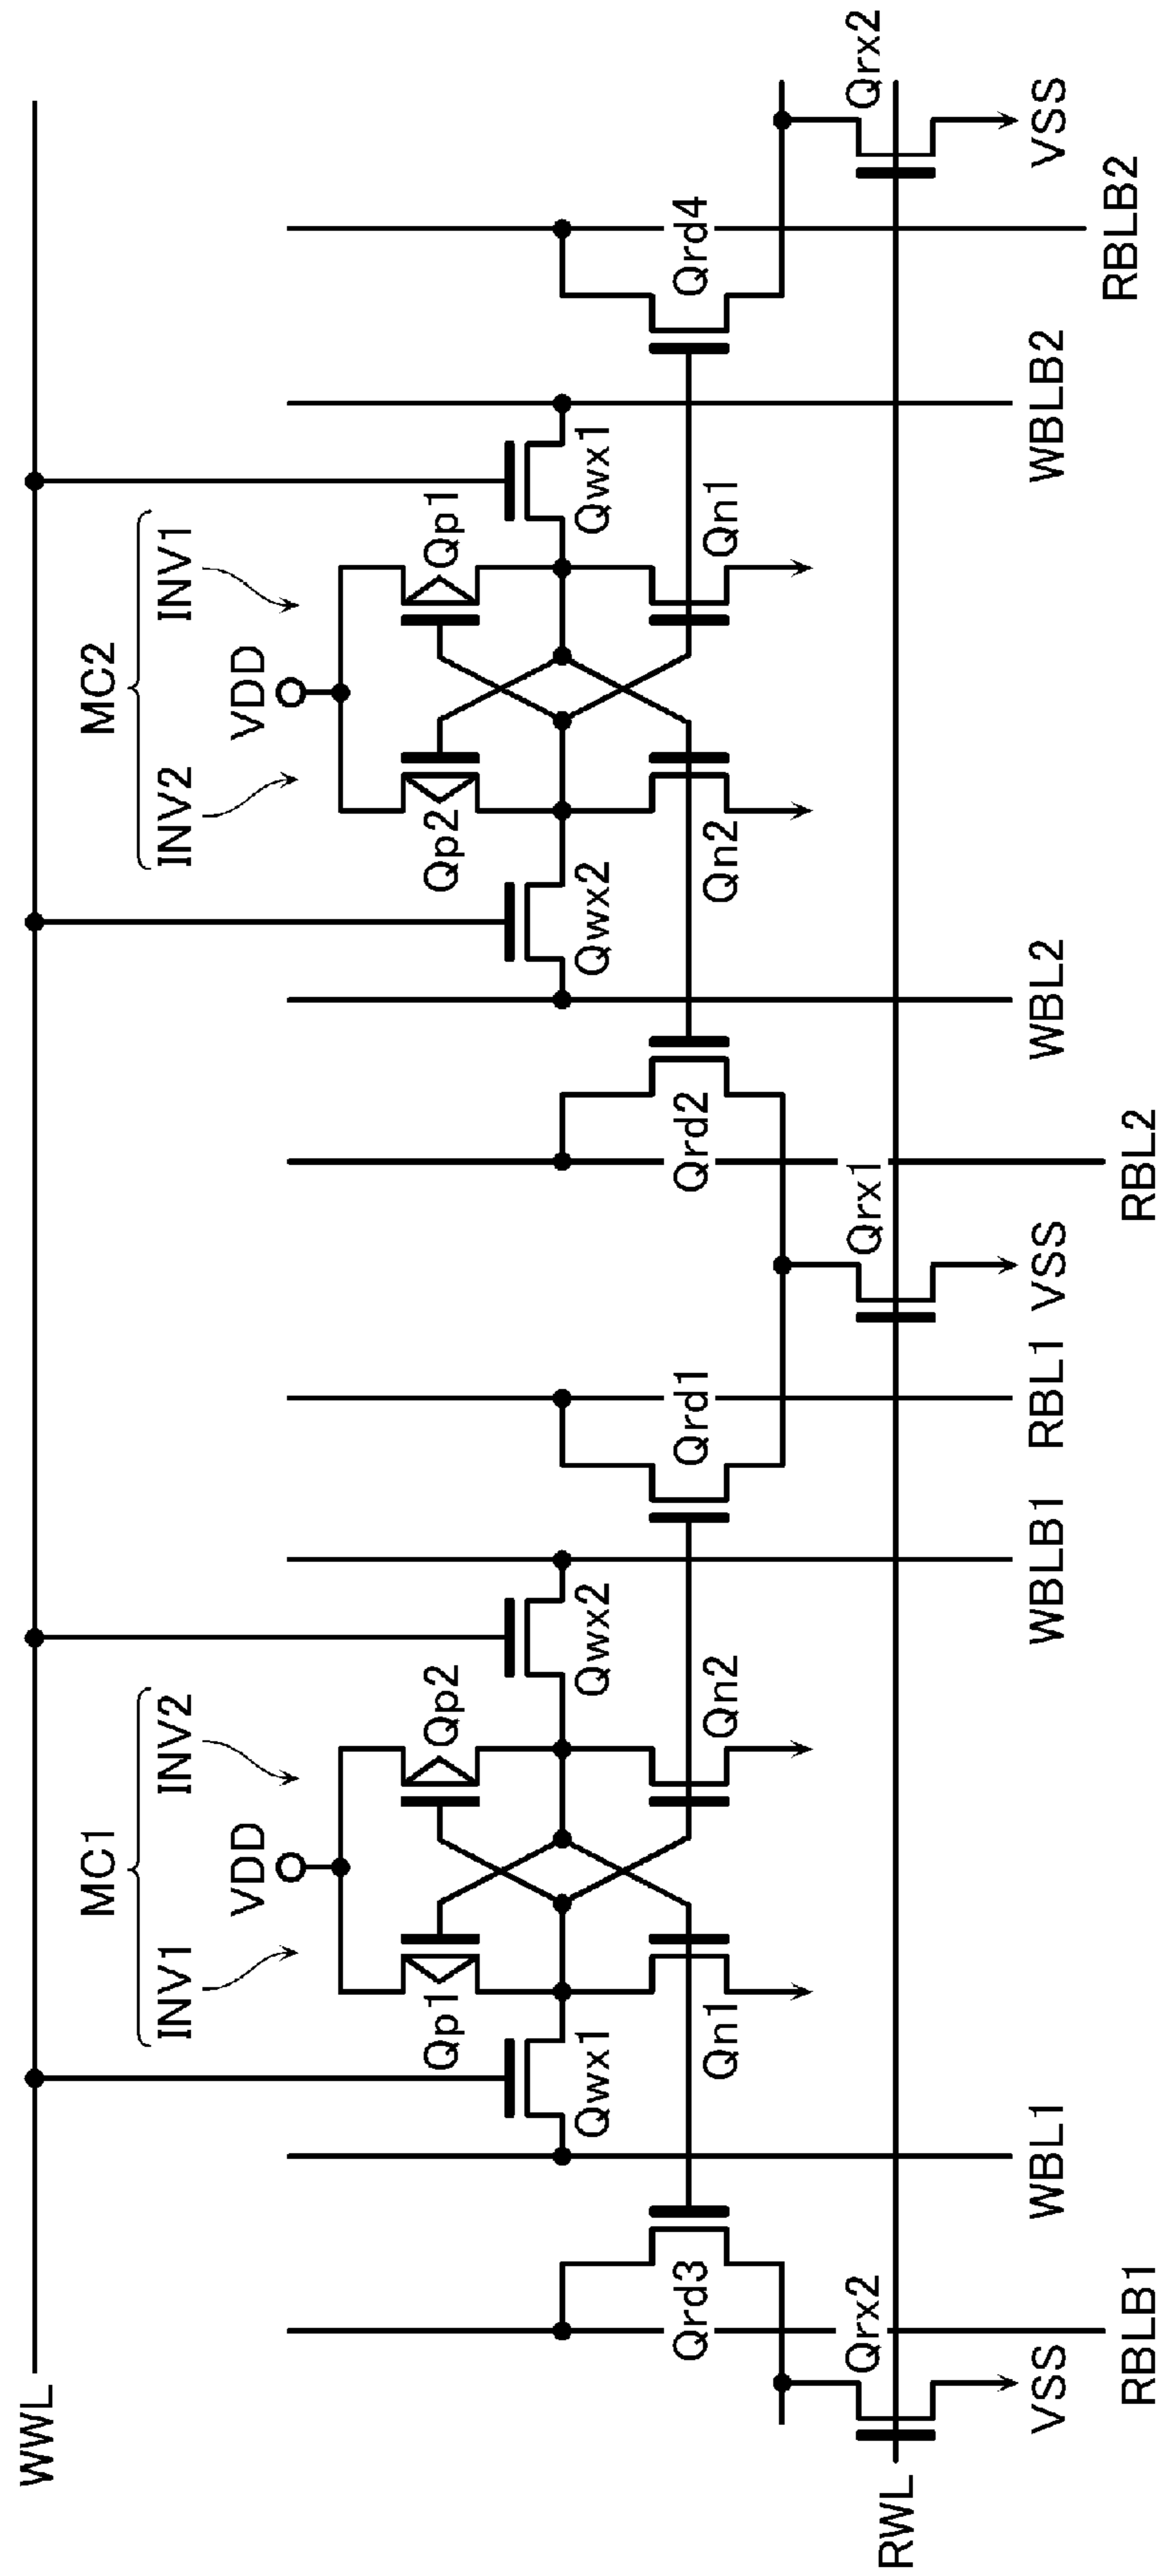 WWL
MC1
MC2
INV1
INV2
INV2
INV1
VDD
VDD
Qp1
Qp2
Qp2
Qp1
Qwx1
Qwx2
Qwx2
Qwx1
Qrd3
Qn1
Qn2
Qrd1
Qrd2
Qn2
Qn1
Qrd4
Qrx2
Qrx1
Qrx2
RWL
VSS
WBL1
WBLB1
RBL1
VSS
WBL2
WBLB2
VSS
RBLB1
RBL2
RBLB2